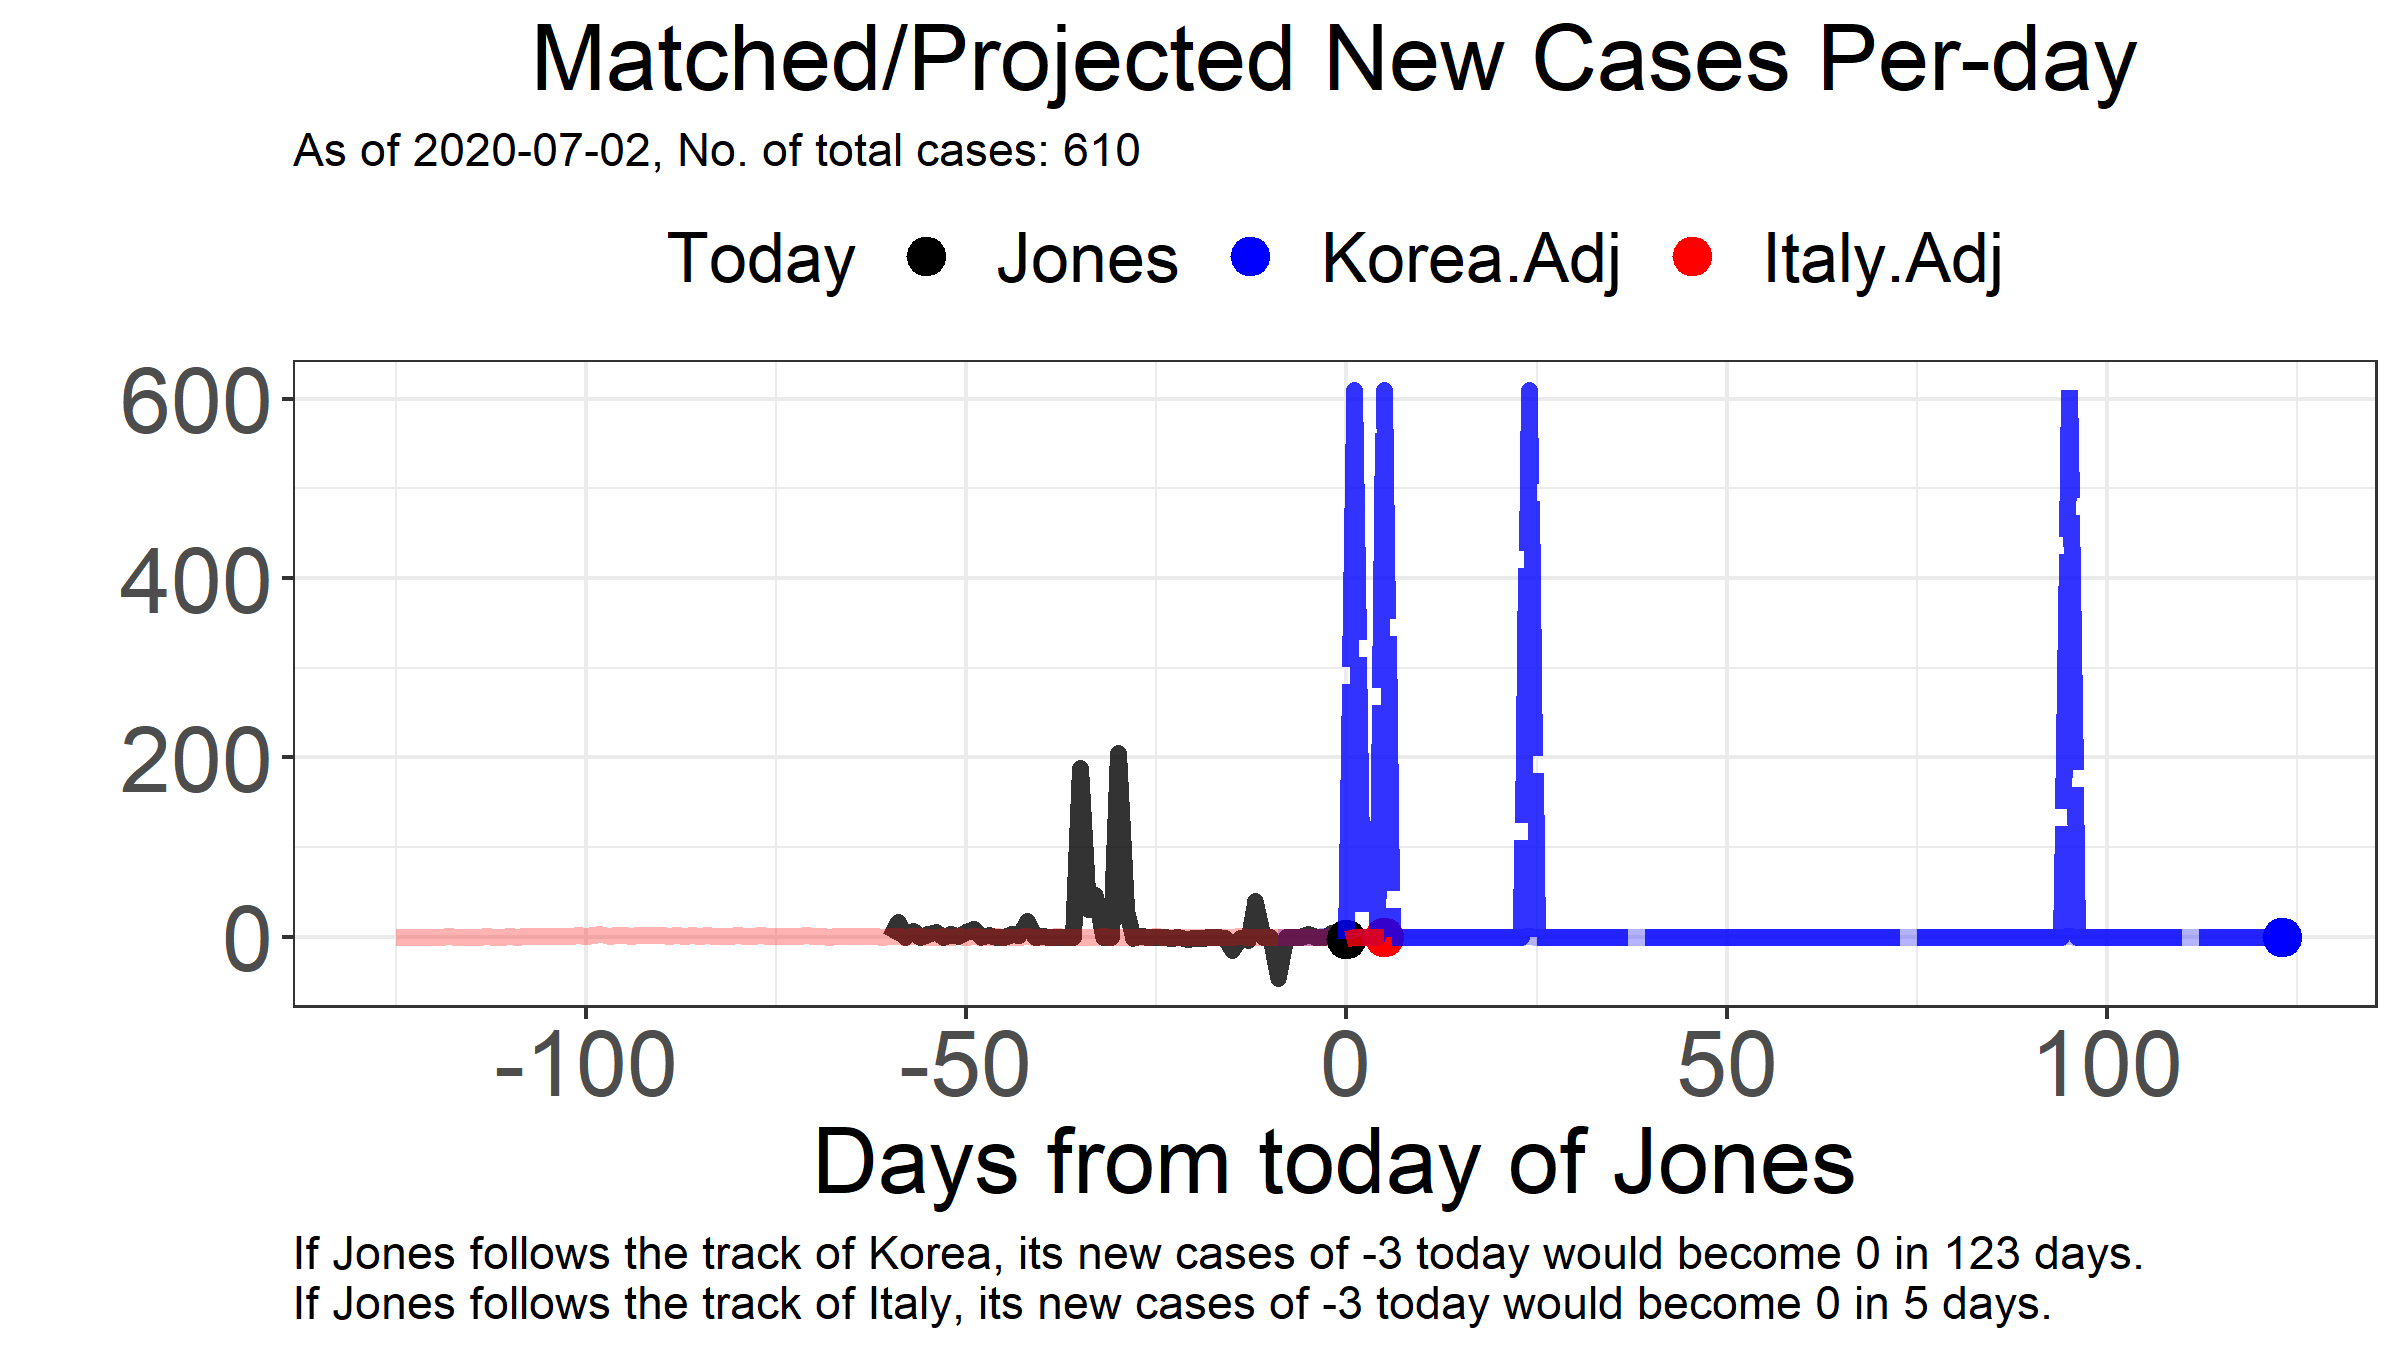 Matched/Projected New Cases Per-day
As of 2020-07-02, No. of total cases: 610
Today Jones Korea.Adj Italy.Adj
600
400
200
0
-100 -50 0 50 100
Days from today of Jones
If Jones follows the track of Korea, its new cases of -3 today would become 0 in 123 days.
If Jones follows the track of Italy, its new cases of -3 today would become 0 in 5 days.